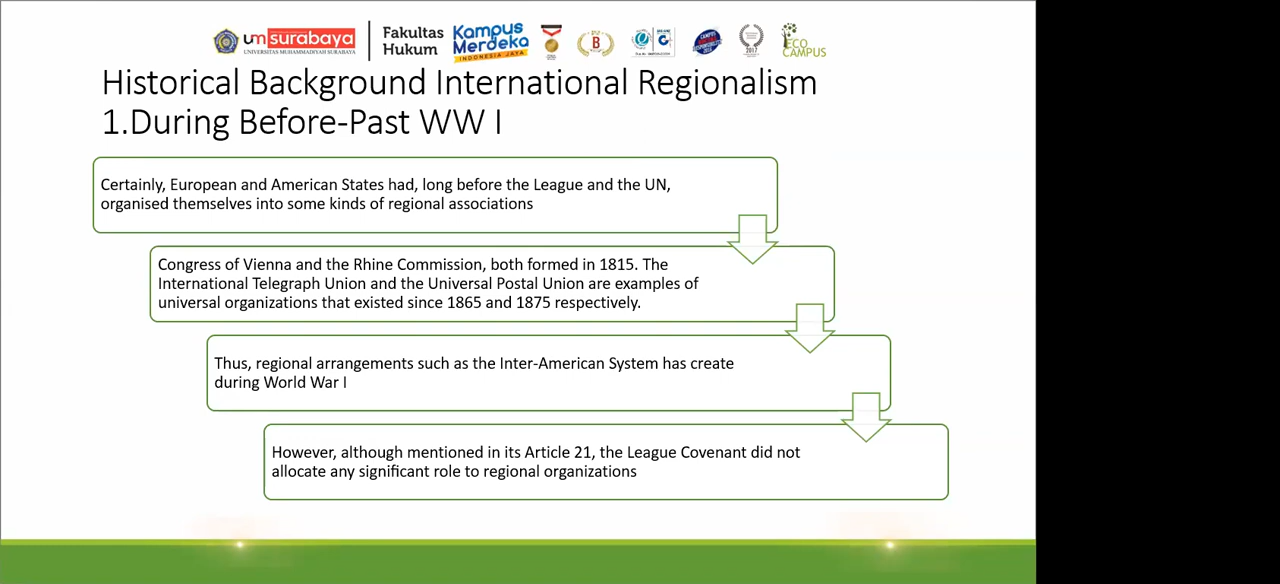 um surabaya
UNIVERSITAS MUHAMMADIYAH SURABAYA
Fakultas
Hukum
Kampus
Merdeka
INDONESIA JAYA
B
2017
ECO
CAMPUS
Historical Background International Regionalism
1.During Before-Past WW I
Certainly, European and American States had, long before the League and the UN,
organised themselves into some kinds of regional associations
Congress of Vienna and the Rhine Commission, both formed in 1815. The
International Telegraph Union and the Universal Postal Union are examples of
universal organizations that existed since 1865 and 1875 respectively.
Thus, regional arrangements such as the Inter-American System has create
during World War I
However, although mentioned in its Article 21, the League Covenant did not
allocate any significant role to regional organizations